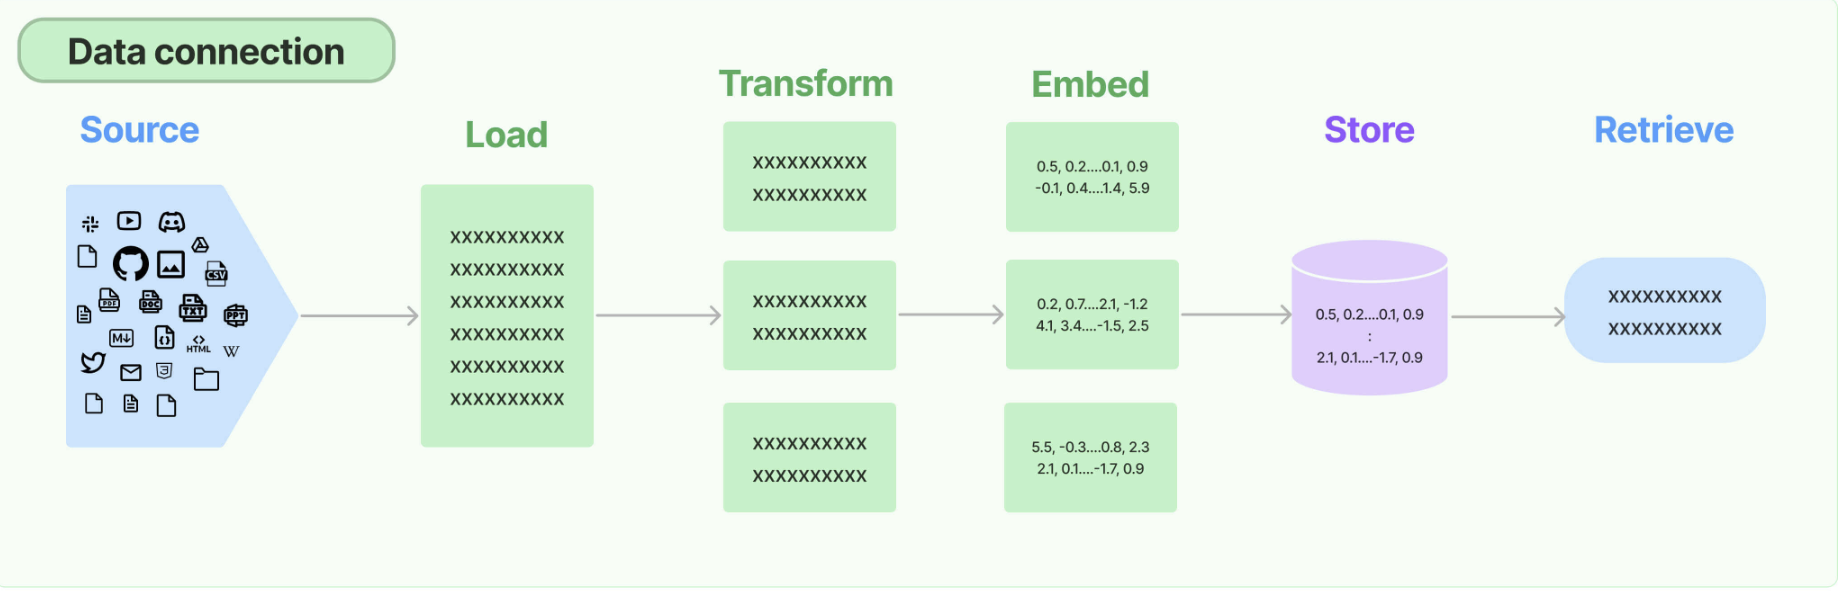 Data connection
Source
Load
Transform
Embed
Store
Retrieve
CSV
PDF
DOC
TXT
PPT
M↓
{}
<>
HTML
W
3
XXXXXXXXXX
XXXXXXXXXX
XXXXXXXXXX
XXXXXXXXXX
XXXXXXXXXX
XXXXXXXXXX
XXXXXXXXXX
XXXXXXXXXX
XXXXXXXXXX
XXXXXXXXXX
XXXXXXXXXX
XXXXXXXXXX
0.5, 0.2....0.1, 0.9
-0.1, 0.4....1.4, 5.9
0.2, 0.7....2.1, -1.2
4.1, 3.4....-1.5, 2.5
5.5, -0.3....0.8, 2.3
2.1, 0.1....-1.7, 0.9
0.5, 0.2....0.1, 0.9
:
2.1, 0.1....-1.7, 0.9
XXXXXXXXXX
XXXXXXXXXX